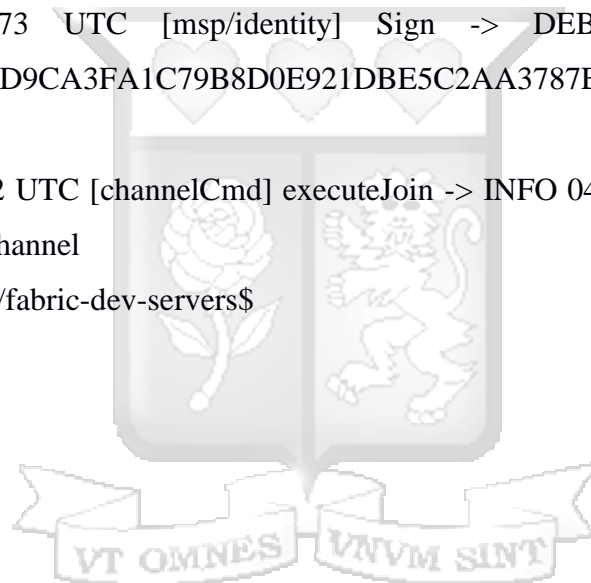 73 UTC [msp/identity] Sign -> DEB
D9CA3FA1C79B8D0E921DBE5C2AA3787E
2 UTC [channelCmd] executeJoin -> INFO 04
hannel
/fabric-dev-servers$
VT OMNES VNVM SINT